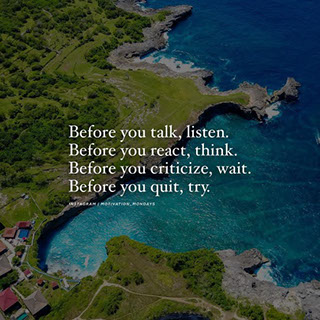 Before you talk, listen.
Before you react, think.
Before you criticize, wait.
Before you quit, try.
INSTAGRAM | MOTIVATION_MONDAYS